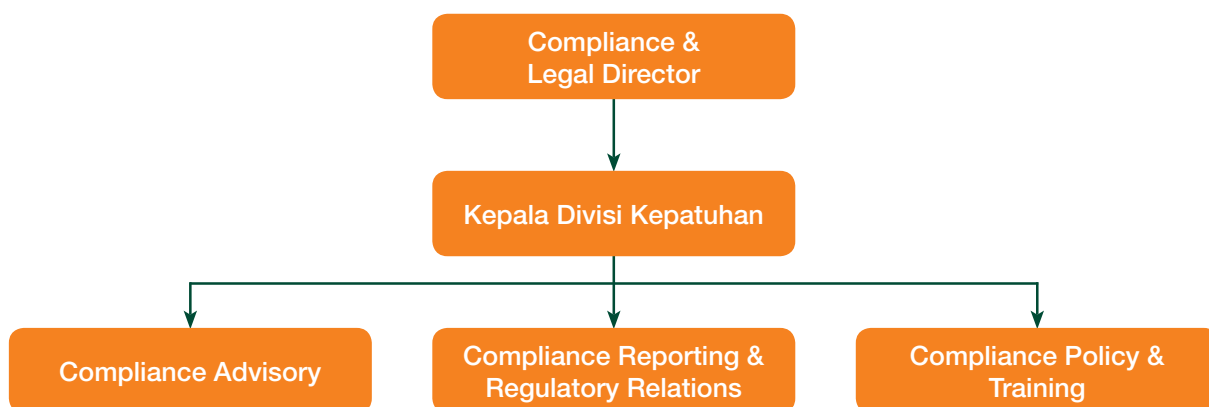 Compliance &
Legal Director
Kepala Divisi Kepatuhan
Compliance Advisory
Compliance Reporting &
Regulatory Relations
Compliance Policy &
Training